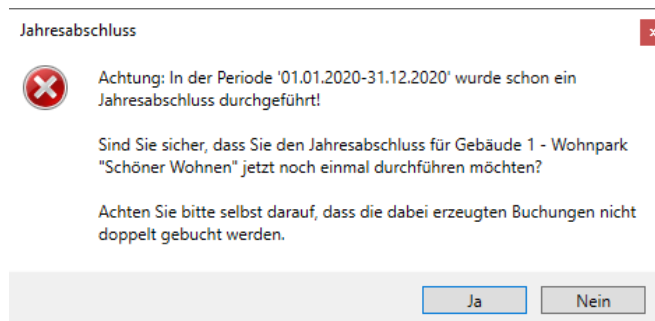 Jahresabschluss
Achtung: In der Periode '01.01.2020-31.12.2020' wurde schon ein
Jahresabschluss durchgeführt!
Sind Sie sicher, dass Sie den Jahresabschluss für Gebäude 1 - Wohnpark
"Schöner Wohnen" jetzt noch einmal durchführen möchten?
Achten Sie bitte selbst darauf, dass die dabei erzeugten Buchungen nicht
doppelt gebucht werden.
Ja Nein